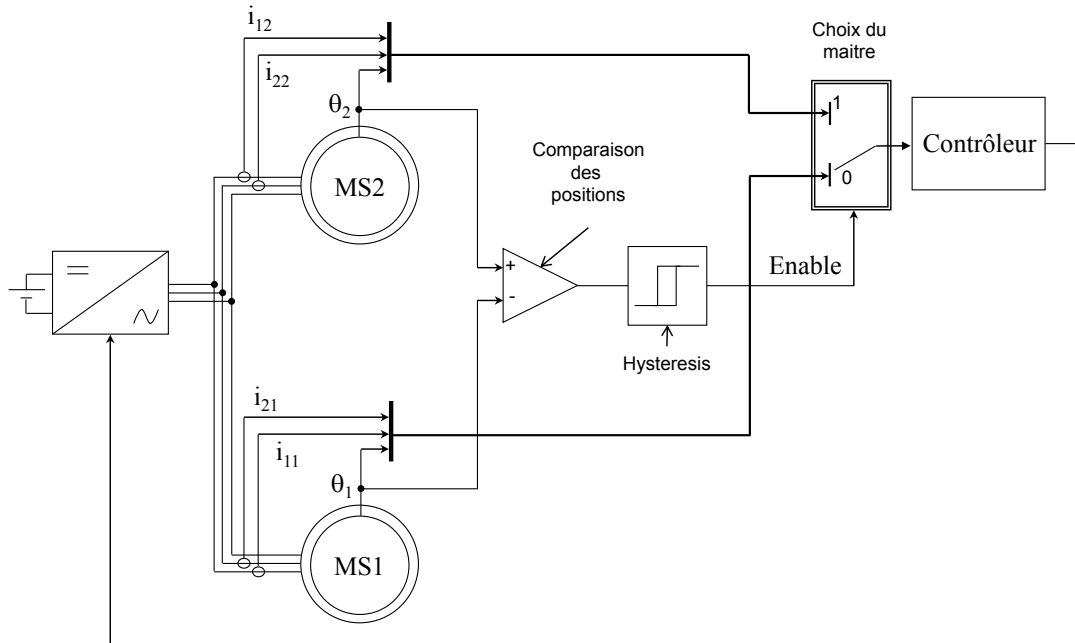 i12
i22
θ2
MS2
Choix du
maitre
1
0
Contrôleur
Comparaison
des
positions
+
-
Enable
Hysteresis
i21
i11
θ1
MS1